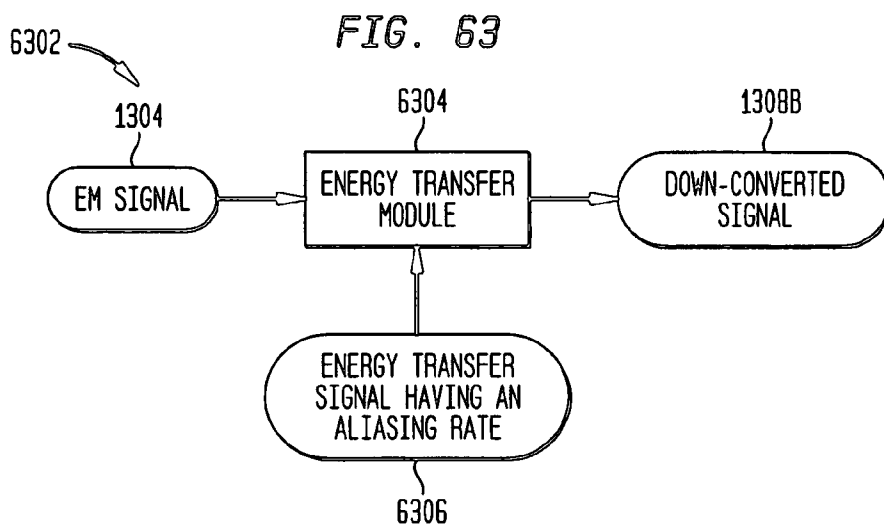 FIG. 63
6302
1304
6304
1308B
EM SIGNAL
ENERGY TRANSFER
MODULE
DOWN-CONVERTED
SIGNAL
ENERGY TRANSFER
SIGNAL HAVING AN
ALIASING RATE
6306